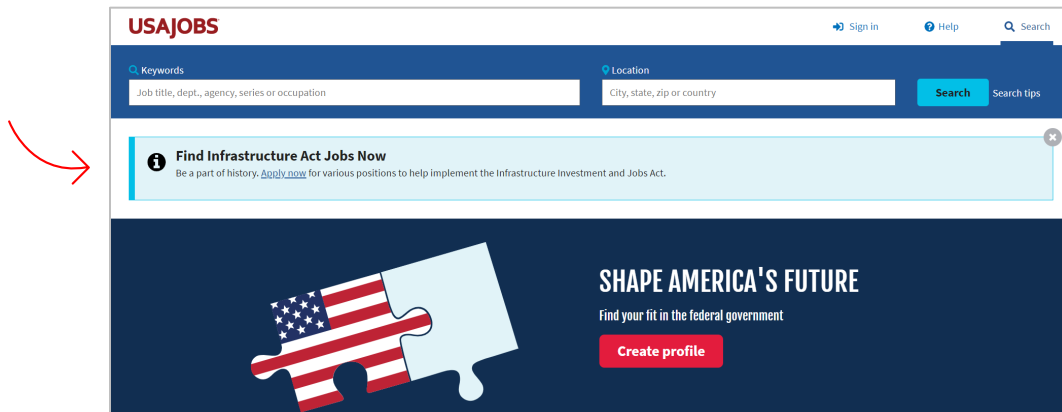 USAJOBS
Sign in
Help
Search
Keywords
Location
Job title, dept., agency, series or occupation
City, state, zip or country
Search
Search tips
Find Infrastructure Act Jobs Now
Be a part of history. Apply now for various positions to help implement the Infrastructure Investment and Jobs Act.
SHAPE AMERICA'S FUTURE
Find your fit in the federal government
Create profile